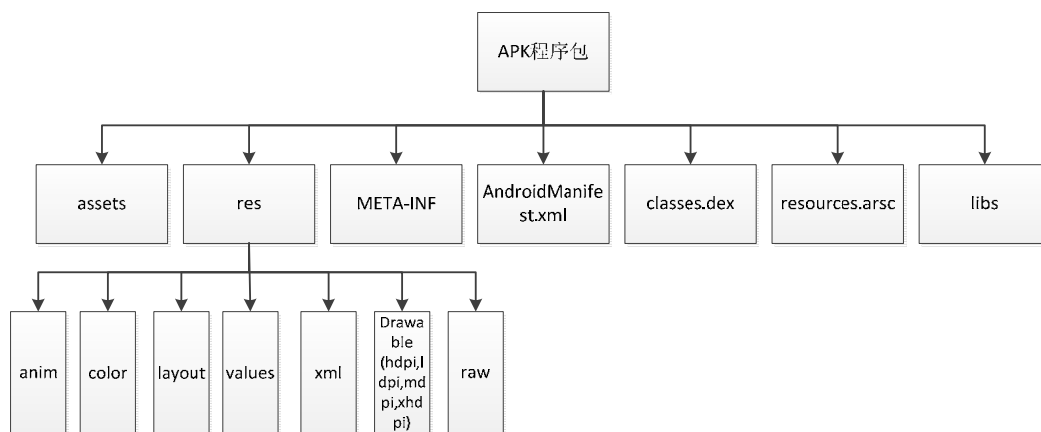 APK程序包
assets
res
META-INF
AndroidManife
st.xml
classes.dex
resources.arsc
libs
anim
color
layout
values
xml
Drawa
ble
(hdpi,l
dpi,md
pi,xhd
pi)
raw